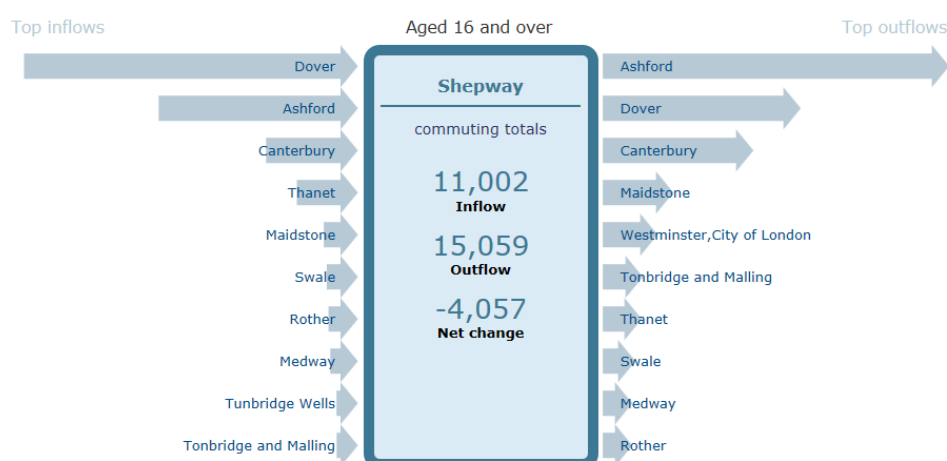 Top inflows
Aged 16 and over
Top outflows
Dover
Ashford
Canterbury
Thanet
Maidstone
Swale
Rother
Medway
Tunbridge Wells
Tonbridge and Malling
Shepway
commuting totals
11,002
Inflow
15,059
Outflow
-4,057
Net change
Ashford
Dover
Canterbury
Maidstone
Westminster,City of London
Tonbridge and Malling
Thanet
Swale
Medway
Rother